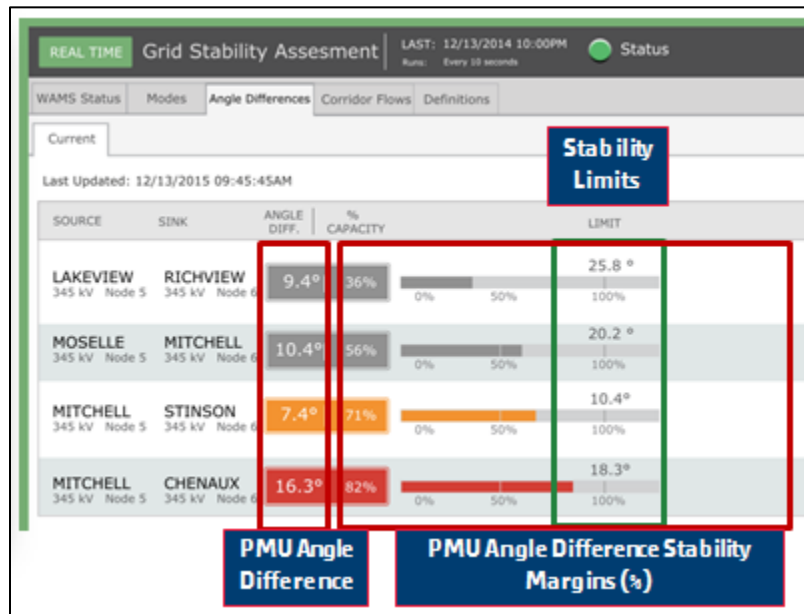 REAL TIME Grid Stability Assesment LAST: 12/13/2014 10:00PM Status
Runs: Every 10 seconds
WAMS Status Modes Angle Differences Corridor Flows Definitions
Current
Stability
Limits
Last Updated: 12/13/2015 09:45:45AM
SOURCE SINK ANGLE DIFF. % CAPACITY LIMIT
LAKEVIEW RICHVIEW 9.4° 36% 25.8 °
345 kV Node 5 345 kV Node 6 0% 50% 100%
MOSELLE MITCHELL 10.4° 56% 20.2 °
345 kV Node 5 345 kV Node 6 0% 50% 100%
MITCHELL STINSON 7.4° 71% 10.4°
345 kV Node 5 345 kV Node 6 0% 50% 100%
MITCHELL CHENAUX 16.3° 82% 18.3°
345 kV Node 5 345 kV Node 6 0% 50% 100%
PMU Angle
Difference
PMU Angle Difference Stability
Margins (%)